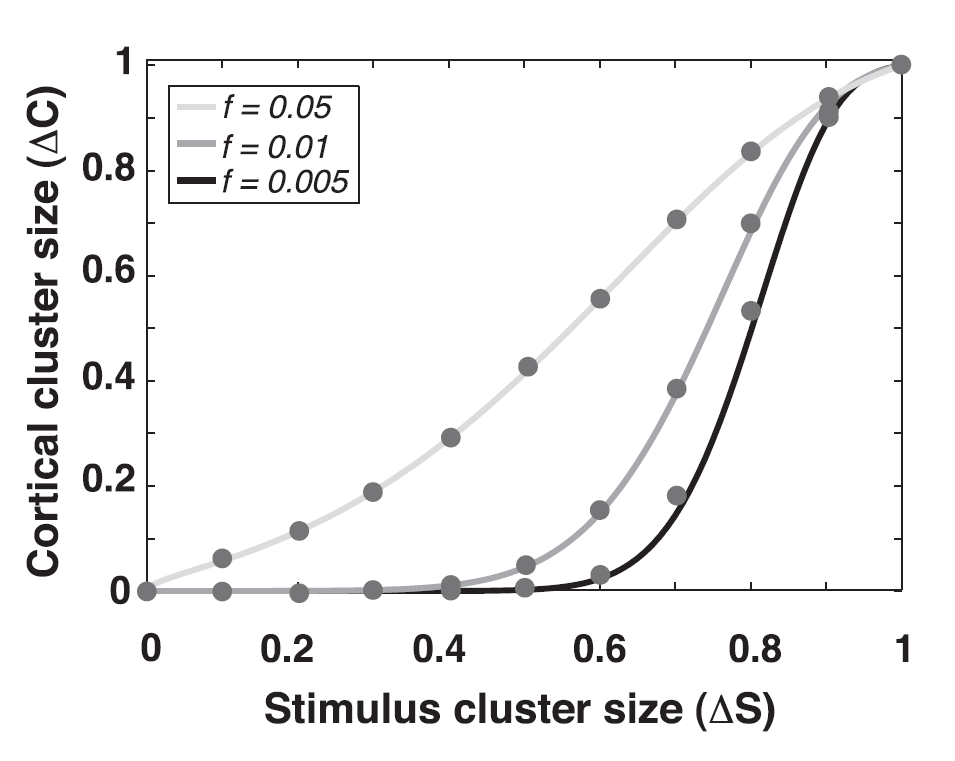 Cortical cluster size (ΔC)
1
0.8
0.6
0.4
0.2
0
f = 0.05
f = 0.01
f = 0.005
0 0.2 0.4 0.6 0.8 1
Stimulus cluster size (ΔS)